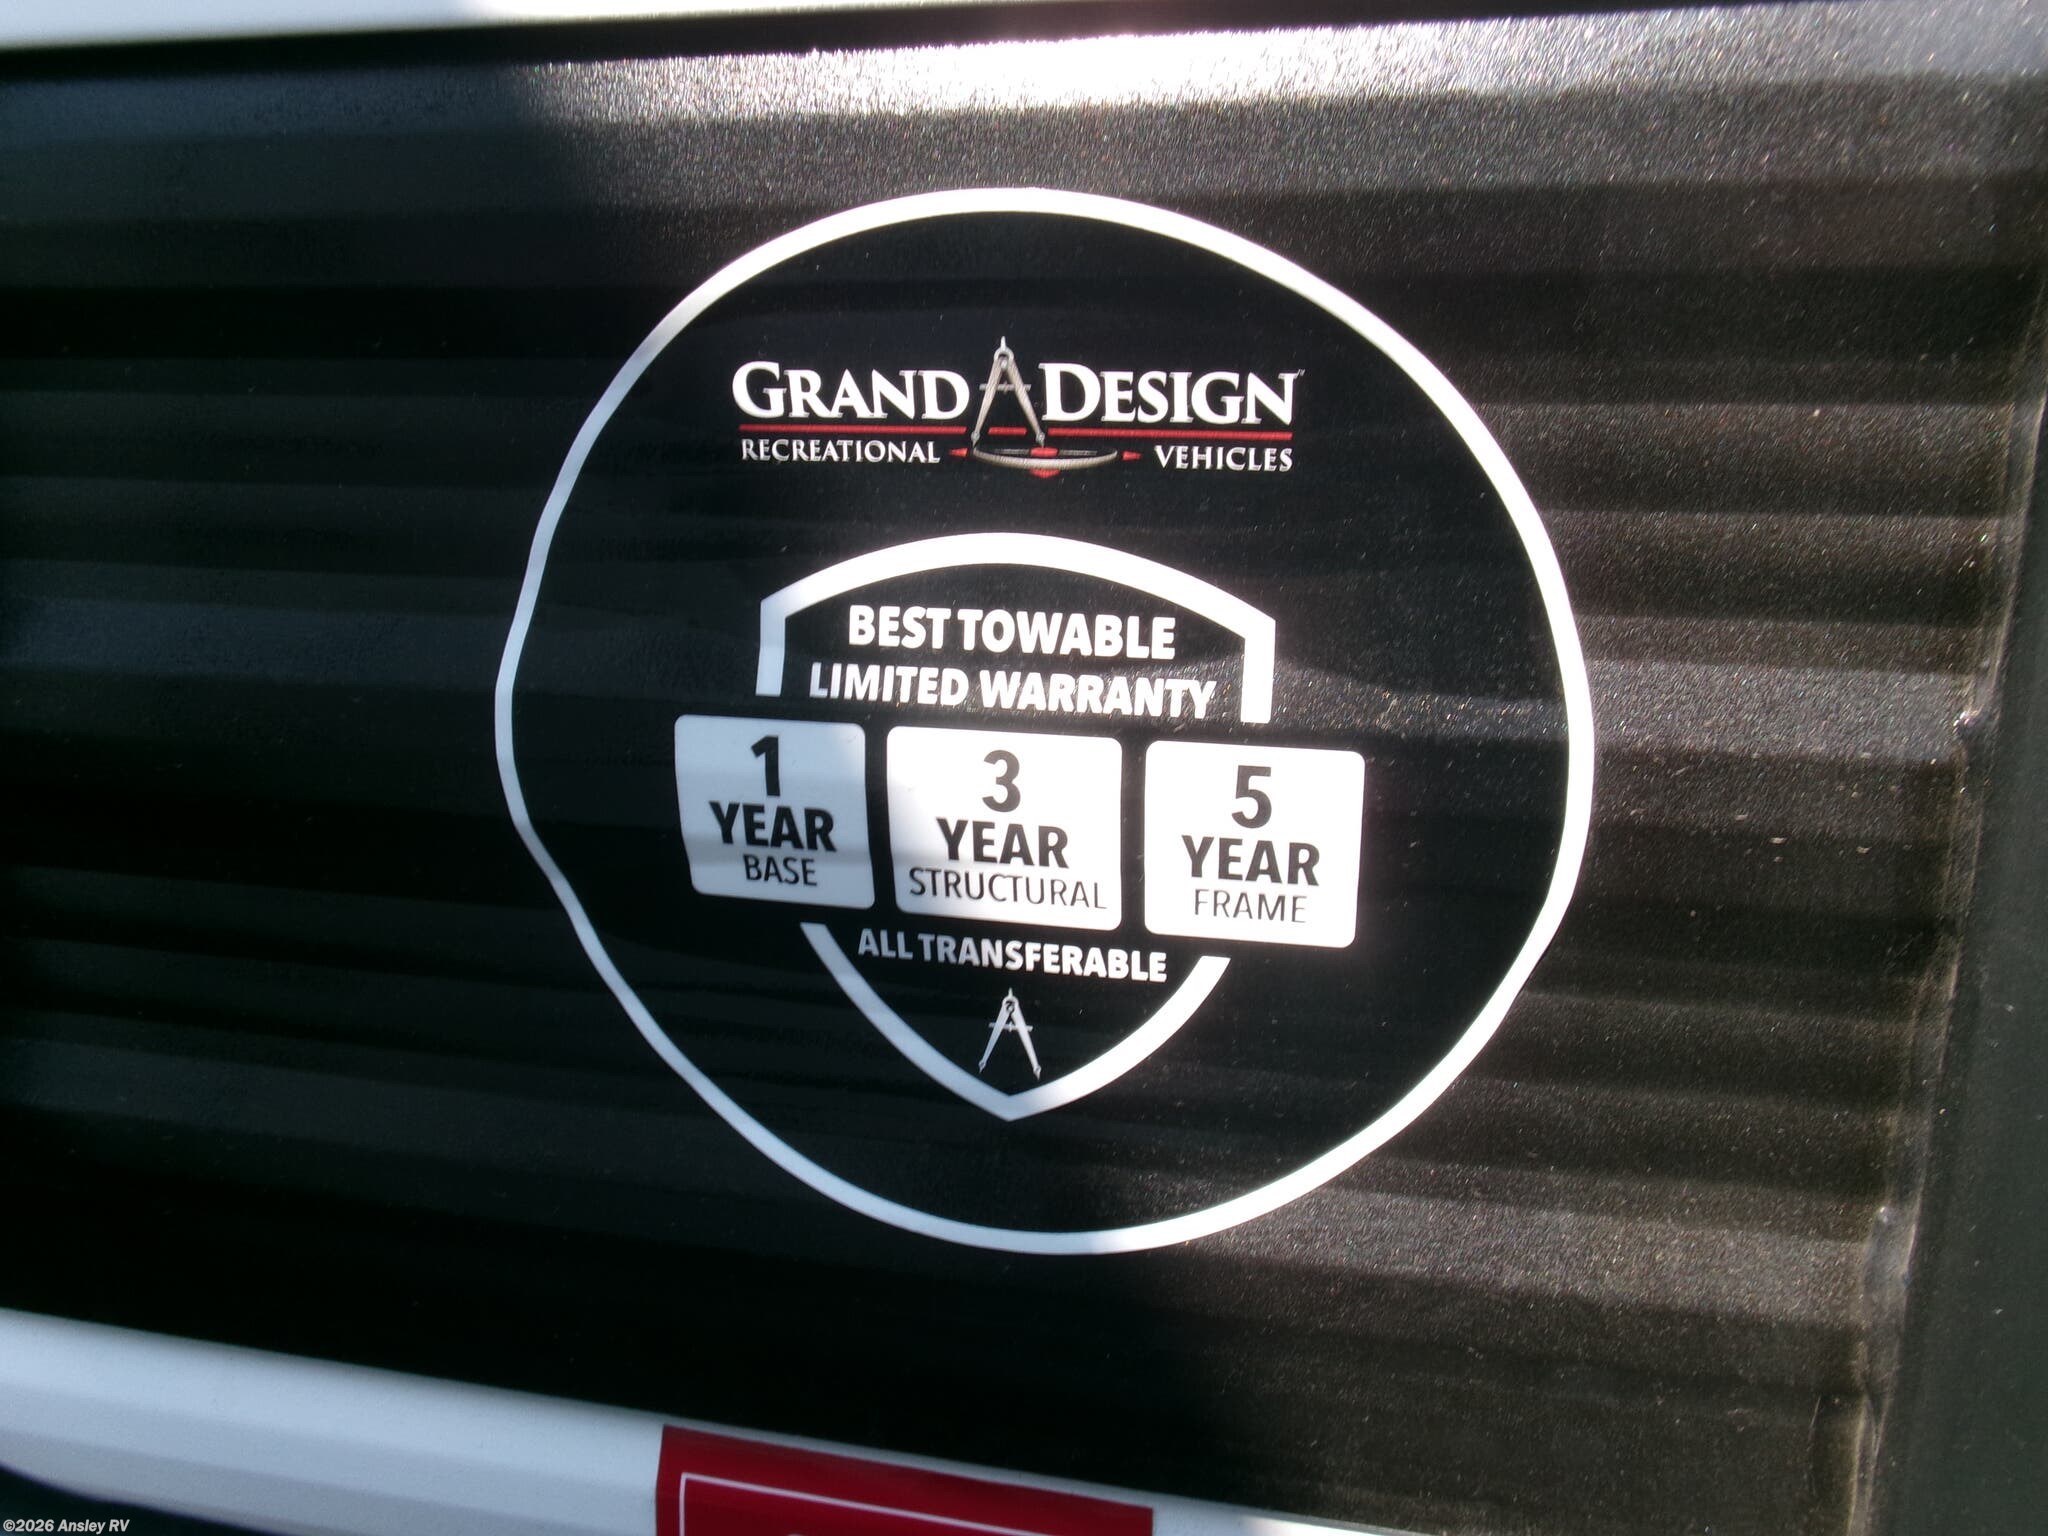 GRAND DESIGN
RECREATIONAL VEHICLES
BEST TOWABLE
LIMITED WARRANTY
1
YEAR
BASE
3
YEAR
STRUCTURAL
5
YEAR
FRAME
ALL TRANSFERABLE
©2026 Ansley RV